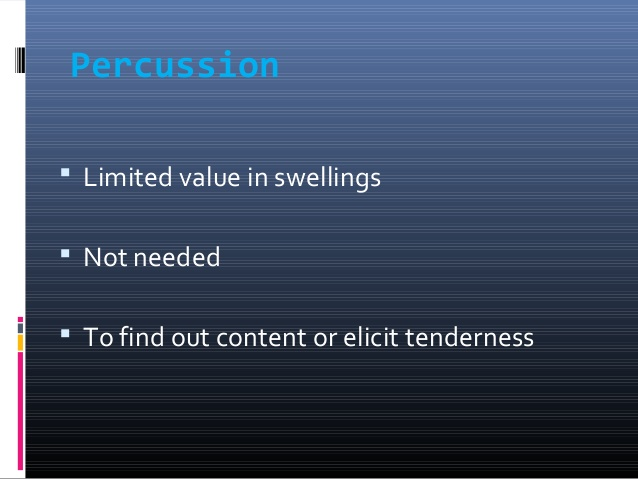 Percussion
Limited value in swellings
Not needed
To find out content or elicit tenderness